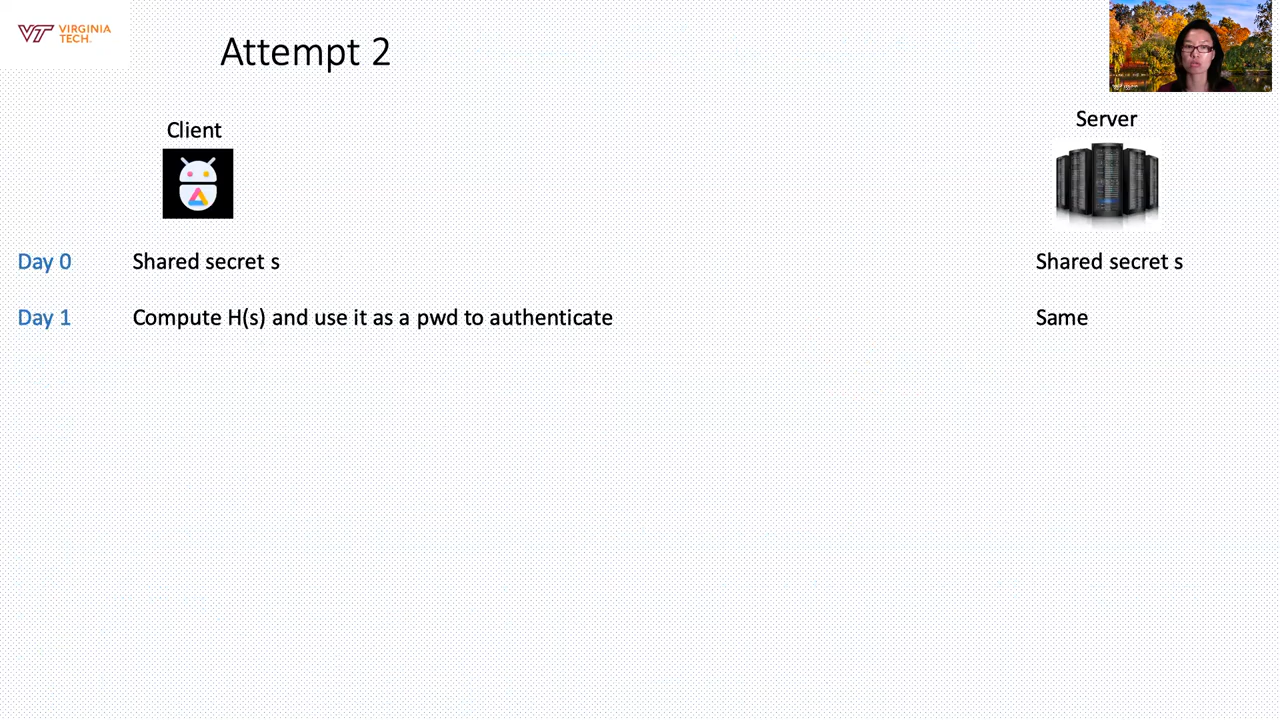 VIRGINIA
TECH.
Attempt 2
Client
Server
Day 0
Shared secret s
Shared secret s
Day 1
Compute H(s) and use it as a pwd to authenticate
Same